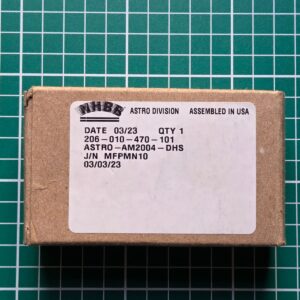 NHBB ASTRO DIVISION ASSEMBLED IN USA
DATE 03/23 QTY 1
206-010-470-101
ASTRO-AM2004-DHS
J/N MFPMN10
03/03/23